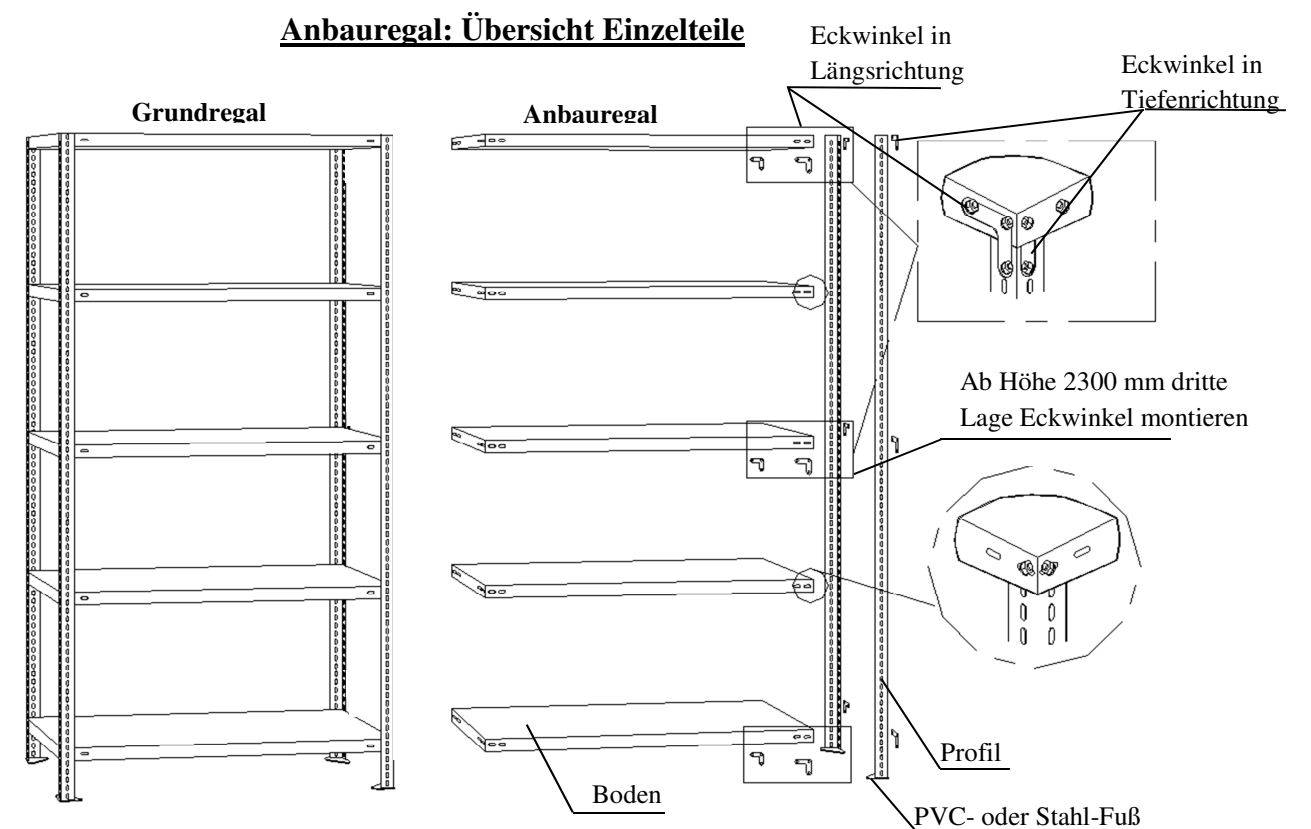 Anbauregal: Übersicht Einzelteile
Eckwinkel in
Längsrichtung
Eckwinkel in
Tiefenrichtung
Grundregal
Anbauregal
Ab Höhe 2300 mm dritte
Lage Eckwinkel montieren
Profil
Boden
PVC- oder Stahl-Fuß